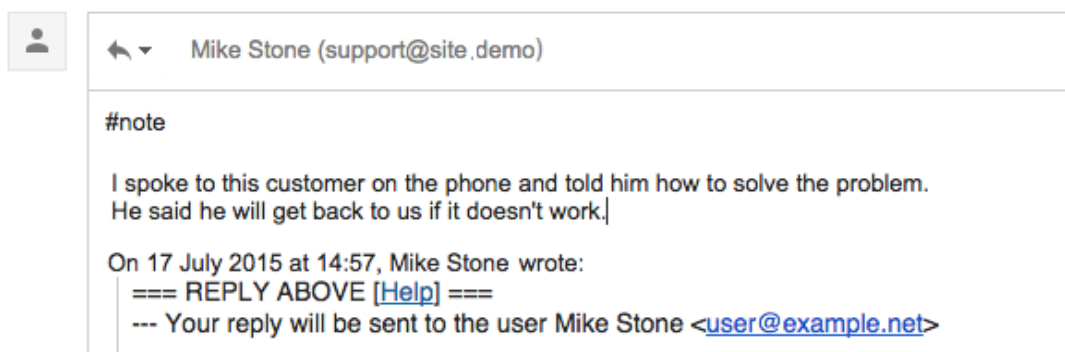 Mike Stone (support@site.demo)
#note
I spoke to this customer on the phone and told him how to solve the problem.
He said he will get back to us if it doesn't work.
On 17 July 2015 at 14:57, Mike Stone wrote:
=== REPLY ABOVE [Help] ===
--- Your reply will be sent to the user Mike Stone <user@example.net>